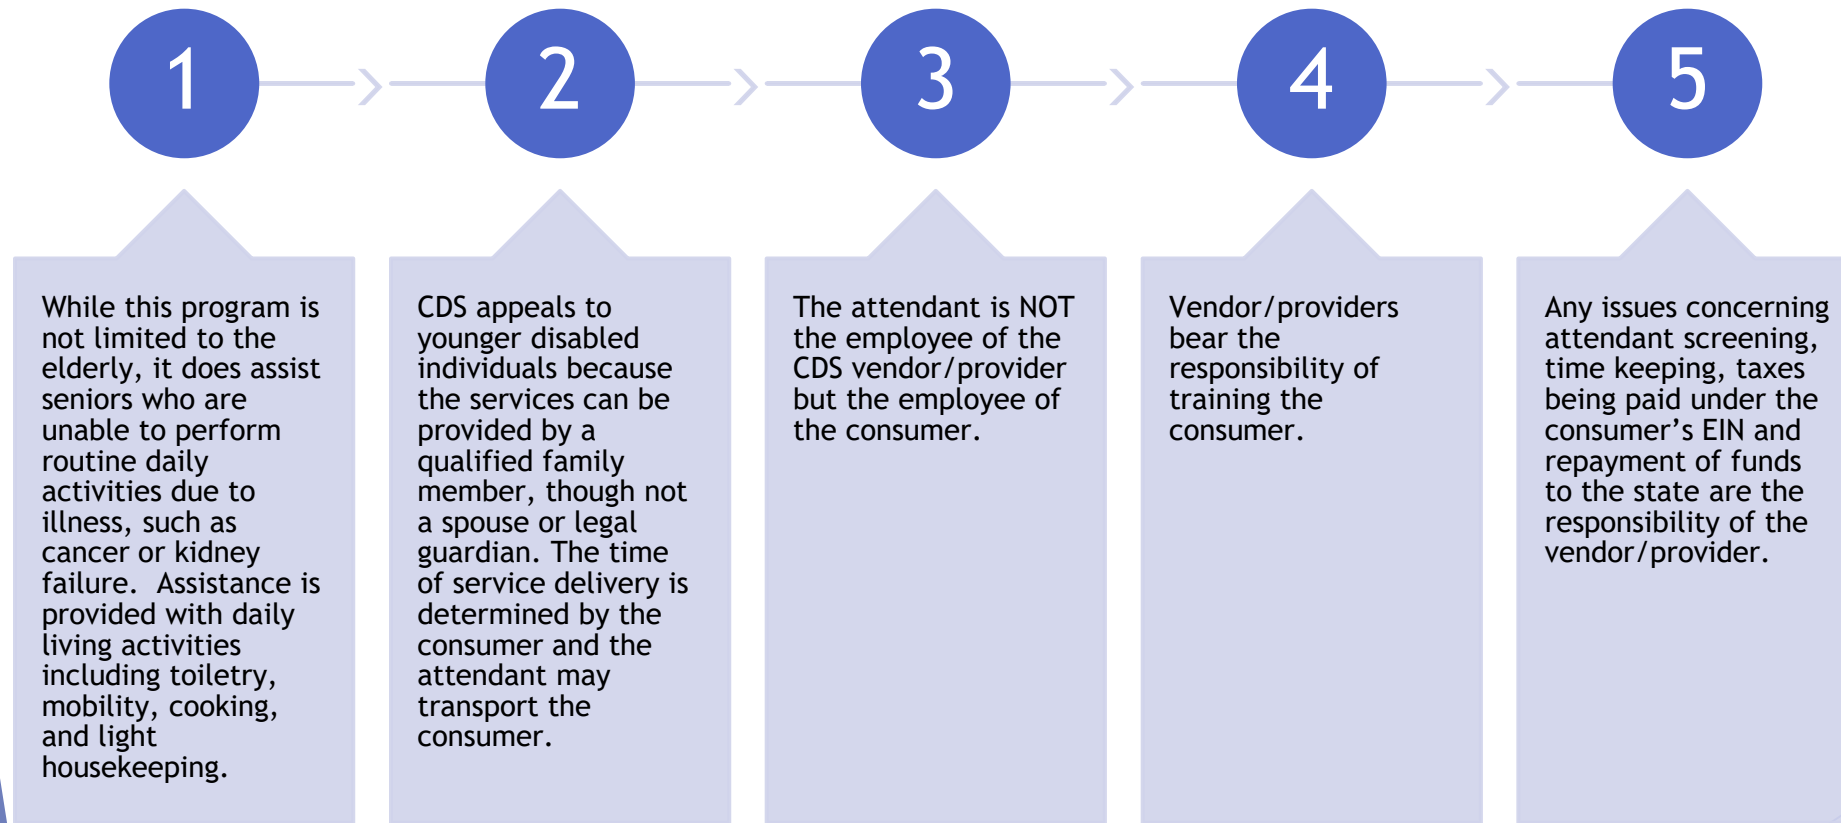 1
2
3
4
5
While this program is
not limited to the
elderly, it does assist
seniors who are
unable to perform
routine daily
activities due to
illness, such as
cancer or kidney
failure.  Assistance is
provided with daily
living activities
including toiletry,
mobility, cooking,
and light
housekeeping.
CDS appeals to
younger disabled
individuals because
the services can be
provided by a
qualified family
member, though not
a spouse or legal
guardian. The time
of service delivery is
determined by the
consumer and the
attendant may
transport the
consumer.
The attendant is NOT
the employee of the
CDS vendor/provider
but the employee of
the consumer.
Vendor/providers
bear the
responsibility of
training the
consumer.
Any issues concerning
attendant screening,
time keeping, taxes
being paid under the
consumer’s EIN and
repayment of funds
to the state are the
responsibility of the
vendor/provider.